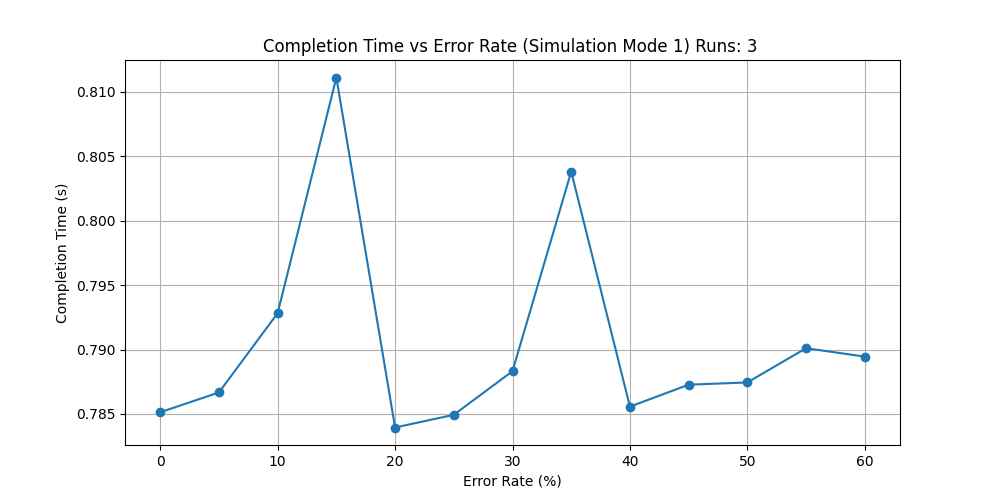 Completion Time vs Error Rate (Simulation Mode 1) Runs: 3
0.810
0.805
0.800
0.795
0.790
0.785
Completion Time (s)
0 10 20 30 40 50 60
Error Rate (%)